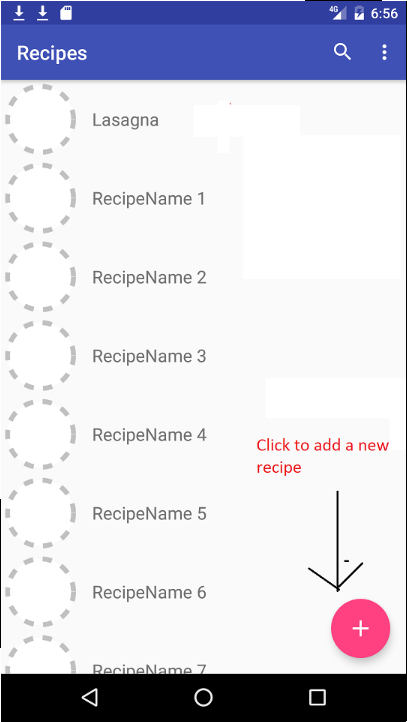 4G 6:56
Recipes
Lasagna
RecipeName 1
RecipeName 2
RecipeName 3
RecipeName 4
Click to add a new
recipe
RecipeName 5
RecipeName 6
RecipeName 7